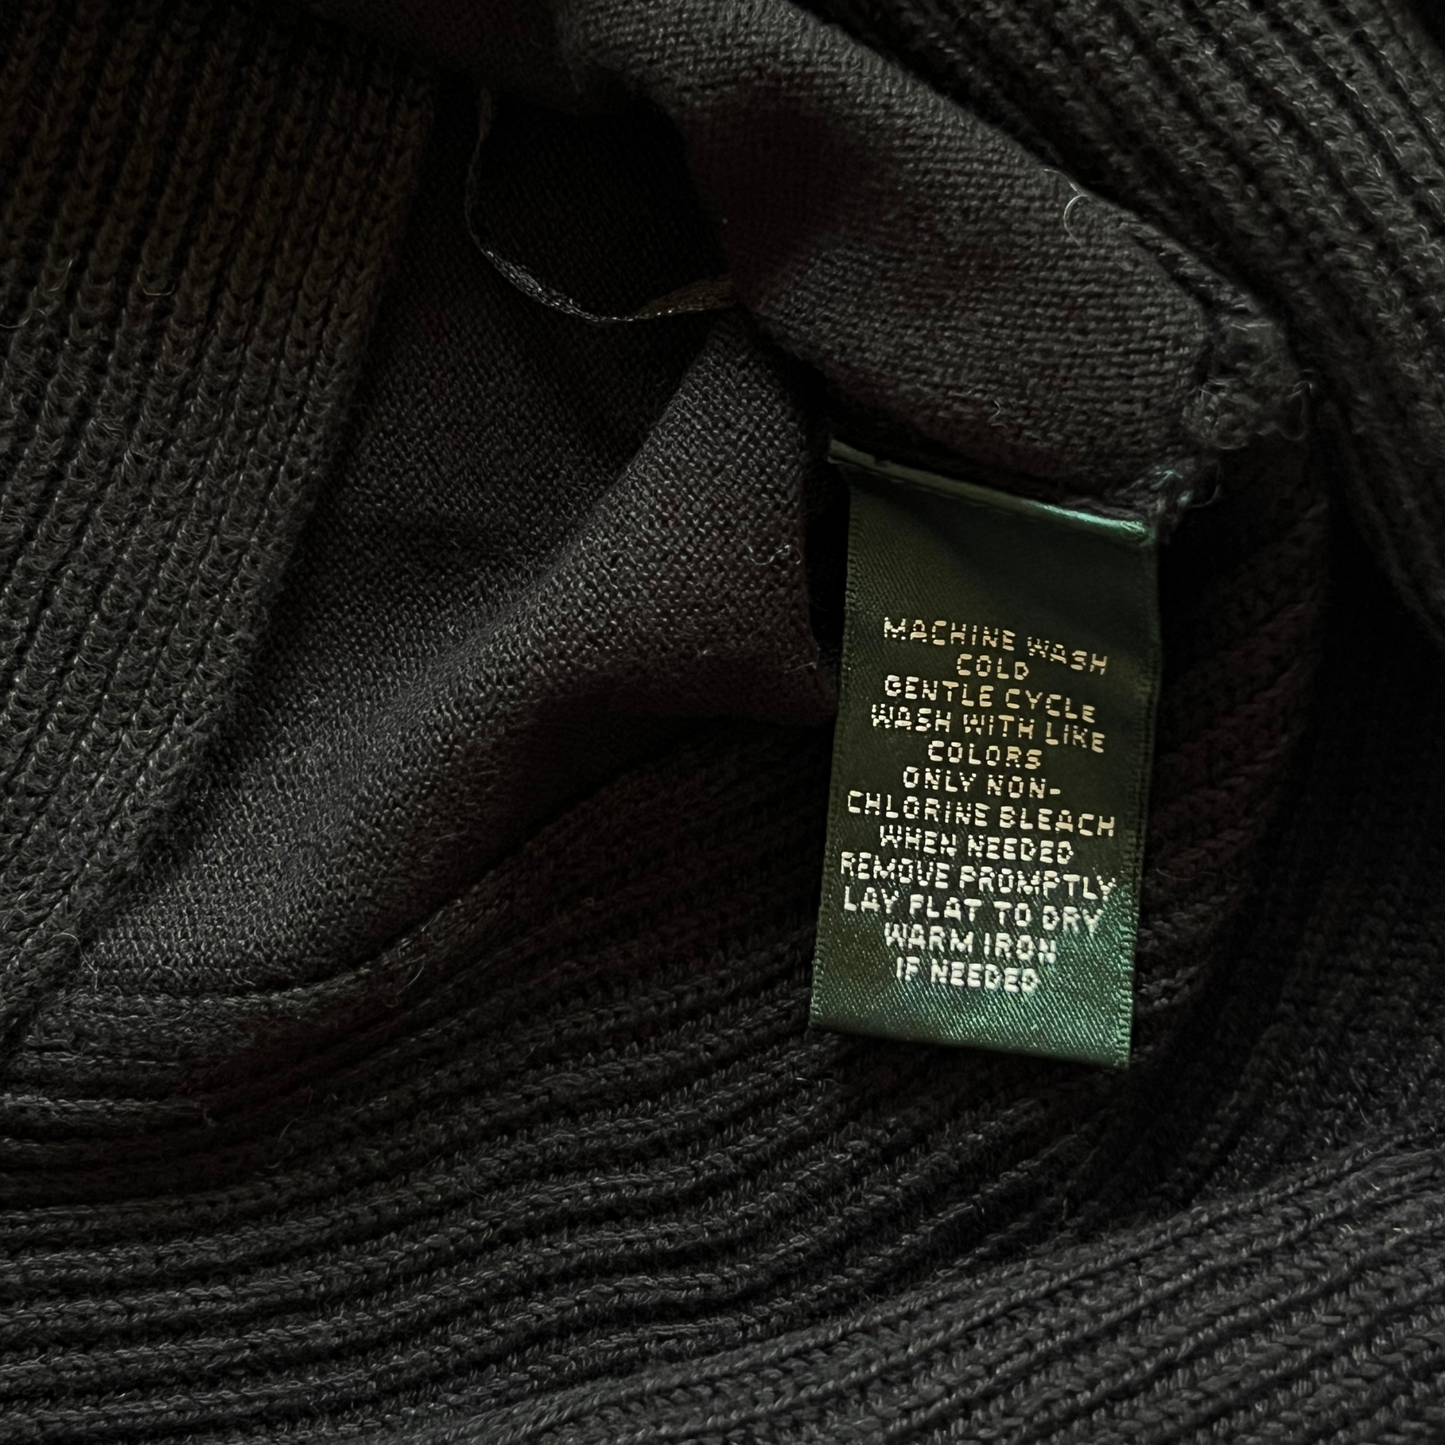 MACHINE WASH
COLD
GENTLE CYCLE
WASH WITH LIKE
COLORS
ONLY NON-
CHLORINE BLEACH
WHEN NEEDED
REMOVE PROMPTLY
LAY FLAT TO DRY
WARM IRON
IF NEEDED